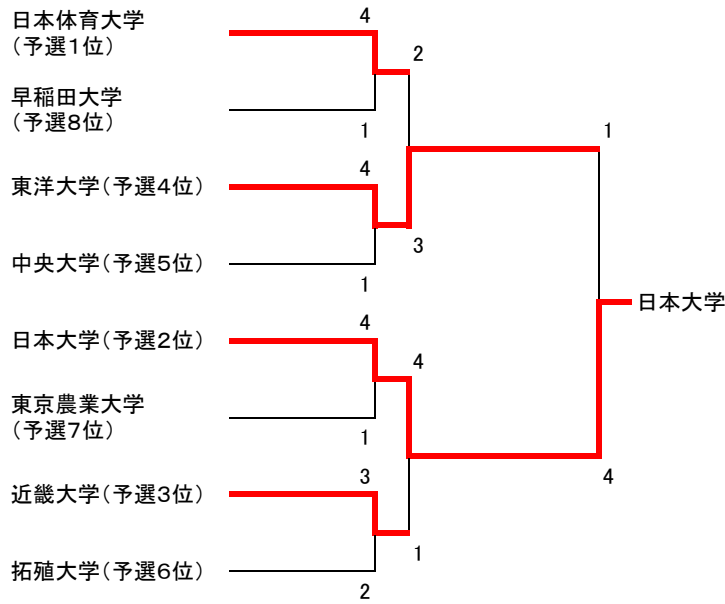 日本体育大学
(予選1位)
4
2
早稲田大学
(予選8位)
1
1
東洋大学(予選4位)
4
3
中央大学(予選5位)
1
日本大学
日本大学(予選2位)
4
4
東京農業大学
(予選7位)
1
近畿大学(予選3位)
3
4
1
拓殖大学(予選6位)
2